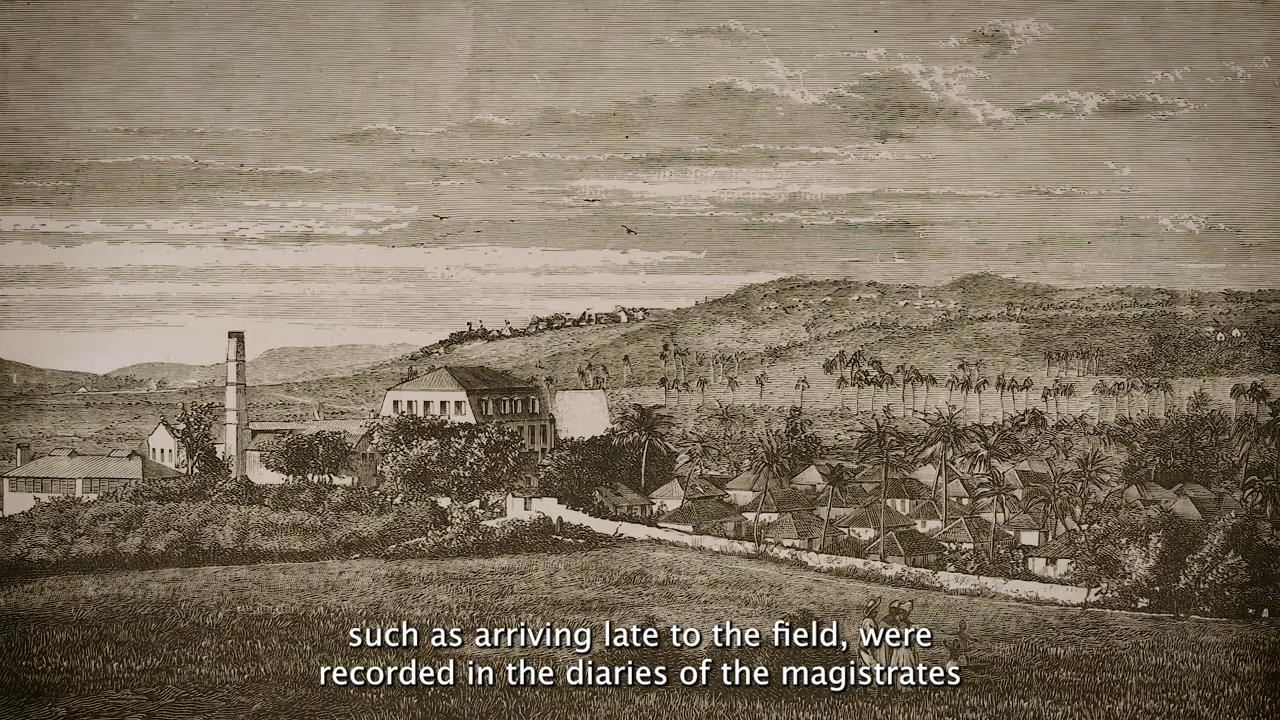 such as arriving late to the field, were
recorded in the diaries of the magistrates